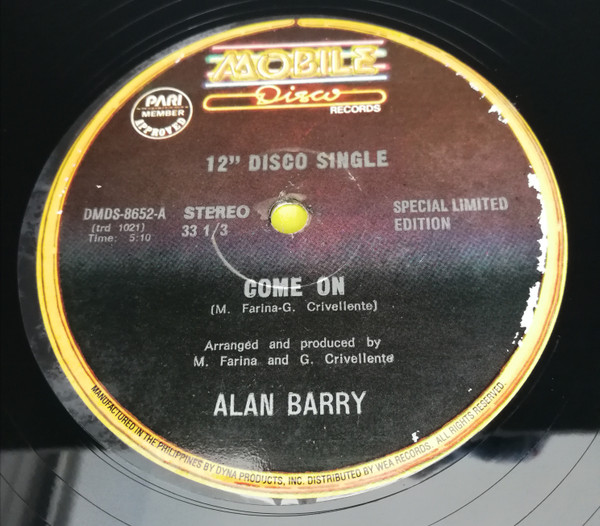 MOBILE
Disco
RECORDS
PARI
MEMBER
APPROVED
12" DISCO SINGLE
DMDS-8652-A STEREO
(trd 1021) 33 1/3
Time: 5:10
SPECIAL LIMITED
EDITION
COME ON
(M. Farina-G. Crivellente)
Arranged and produced by
M. Farina and G. Crivellente
ALAN BARRY
MANUFACTURED IN THE PHILIPPINES BY DYNA PRODUCTS, INC. DISTRIBUTED BY WEA RECORDS. ALL RIGHTS RESERVED.